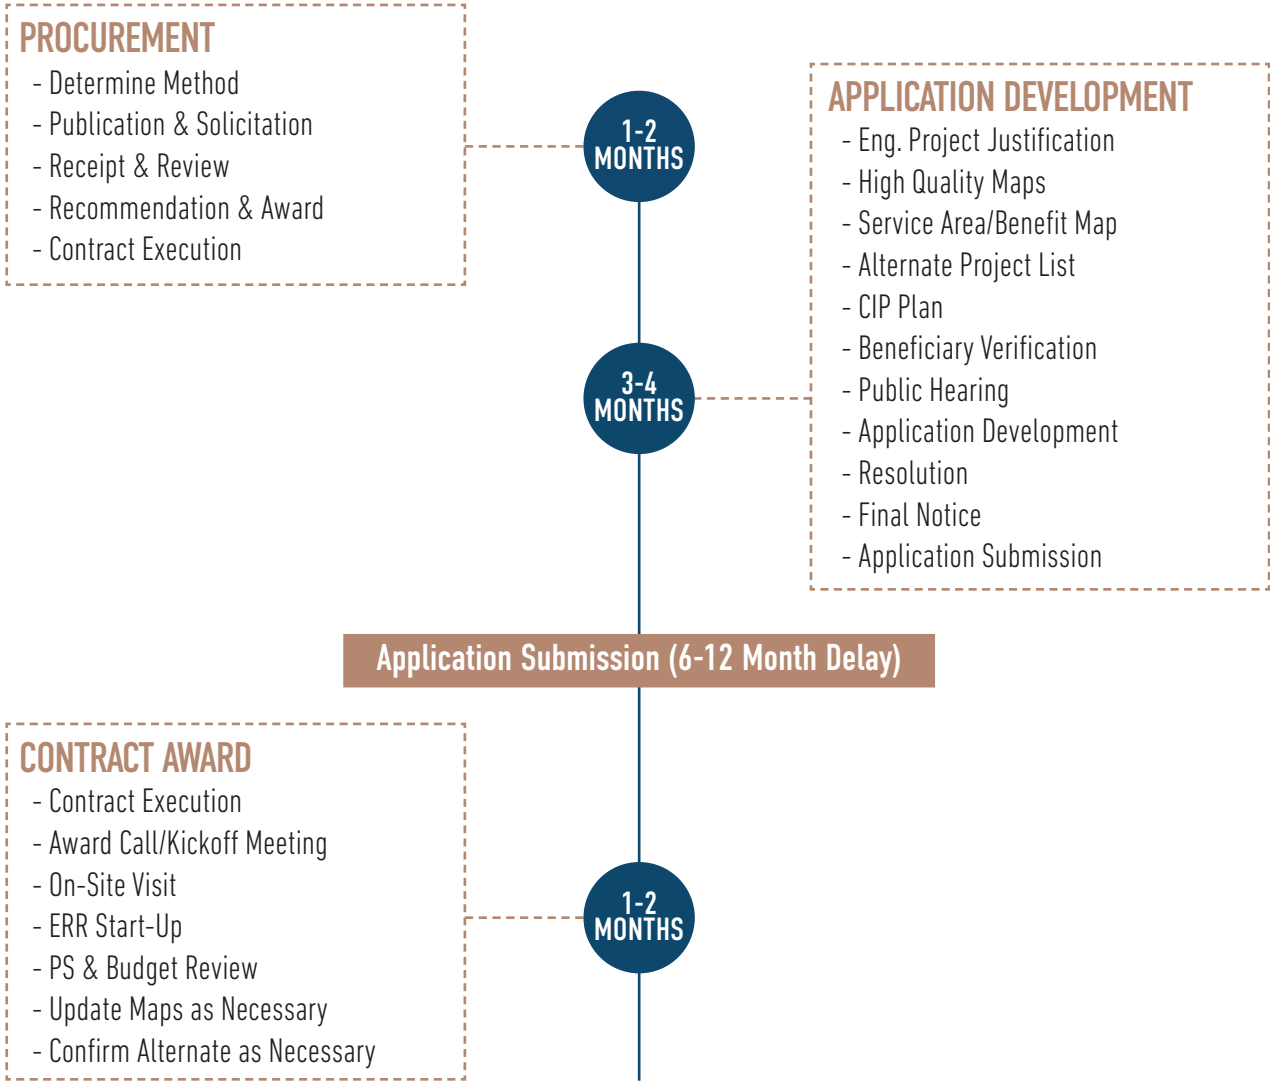 PROCUREMENT
- Determine Method
- Publication & Solicitation
- Receipt & Review
- Recommendation & Award
- Contract Execution
1-2
MONTHS
APPLICATION DEVELOPMENT
- Eng. Project Justification
- High Quality Maps
- Service Area/Benefit Map
- Alternate Project List
- CIP Plan
- Beneficiary Verification
- Public Hearing
- Application Development
- Resolution
- Final Notice
- Application Submission
3-4
MONTHS
Application Submission (6-12 Month Delay)
CONTRACT AWARD
- Contract Execution
- Award Call/Kickoff Meeting
- On-Site Visit
- ERR Start-Up
- PS & Budget Review
- Update Maps as Necessary
- Confirm Alternate as Necessary
1-2
MONTHS